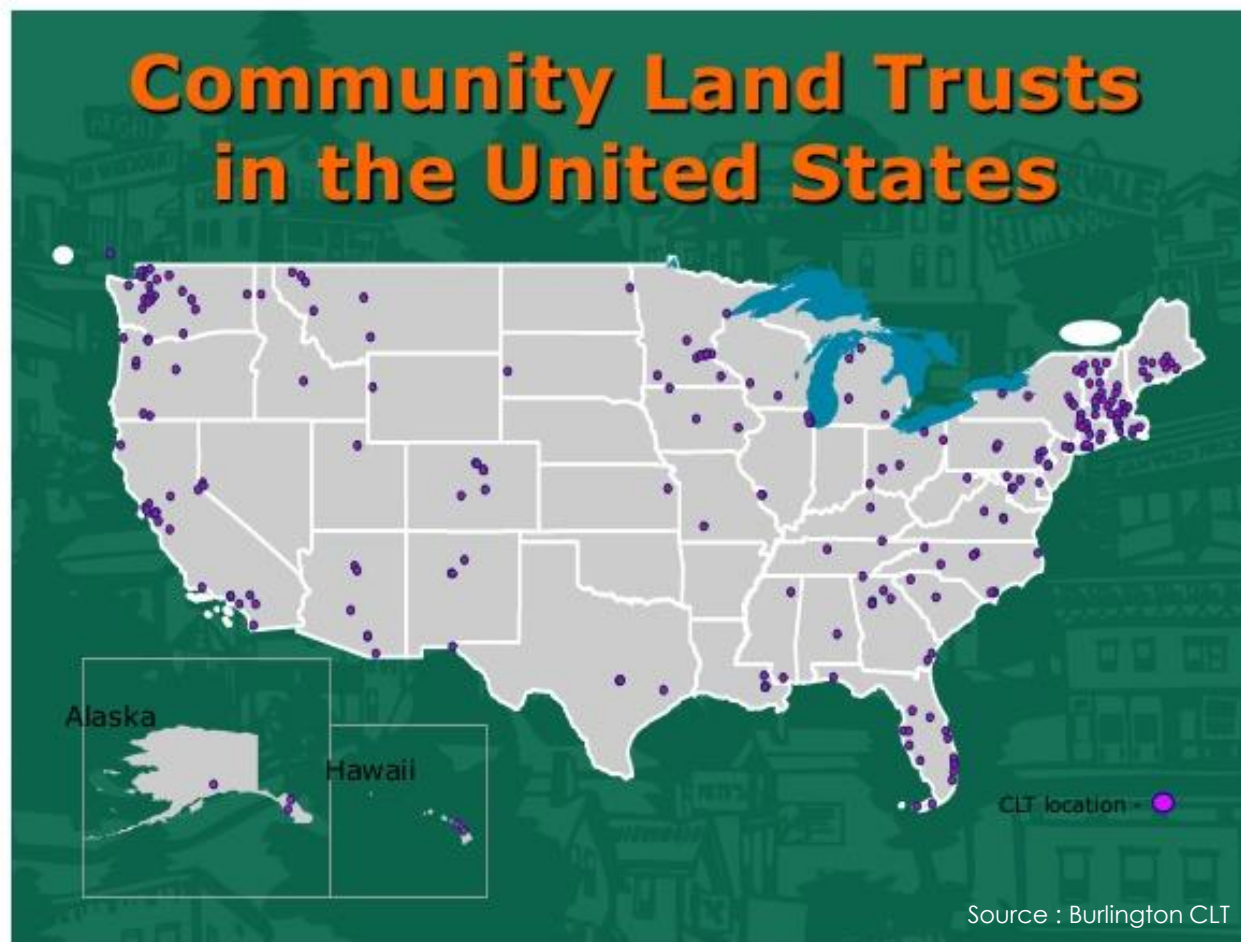 Community Land Trusts
in the United States
Alaska
Hawaii
CLT location -
Source : Burlington CLT